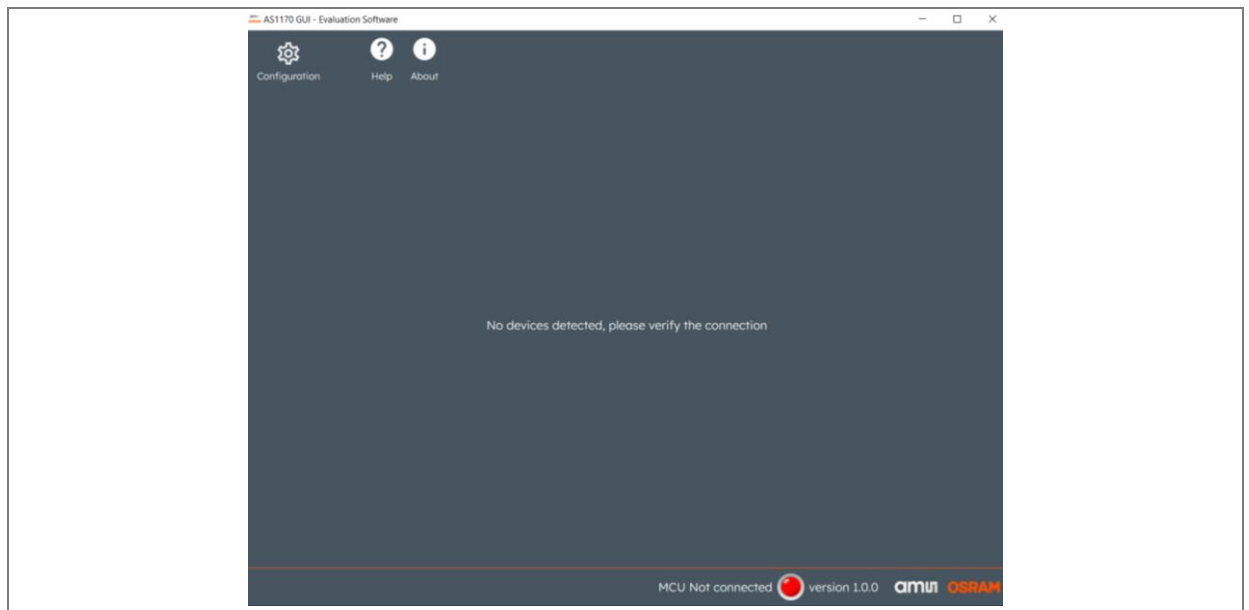 AS1170 GUI - Evaluation Software
Configuration Help About
No devices detected, please verify the connection
MCU Not connected version 1.0.0 amu OSRAM